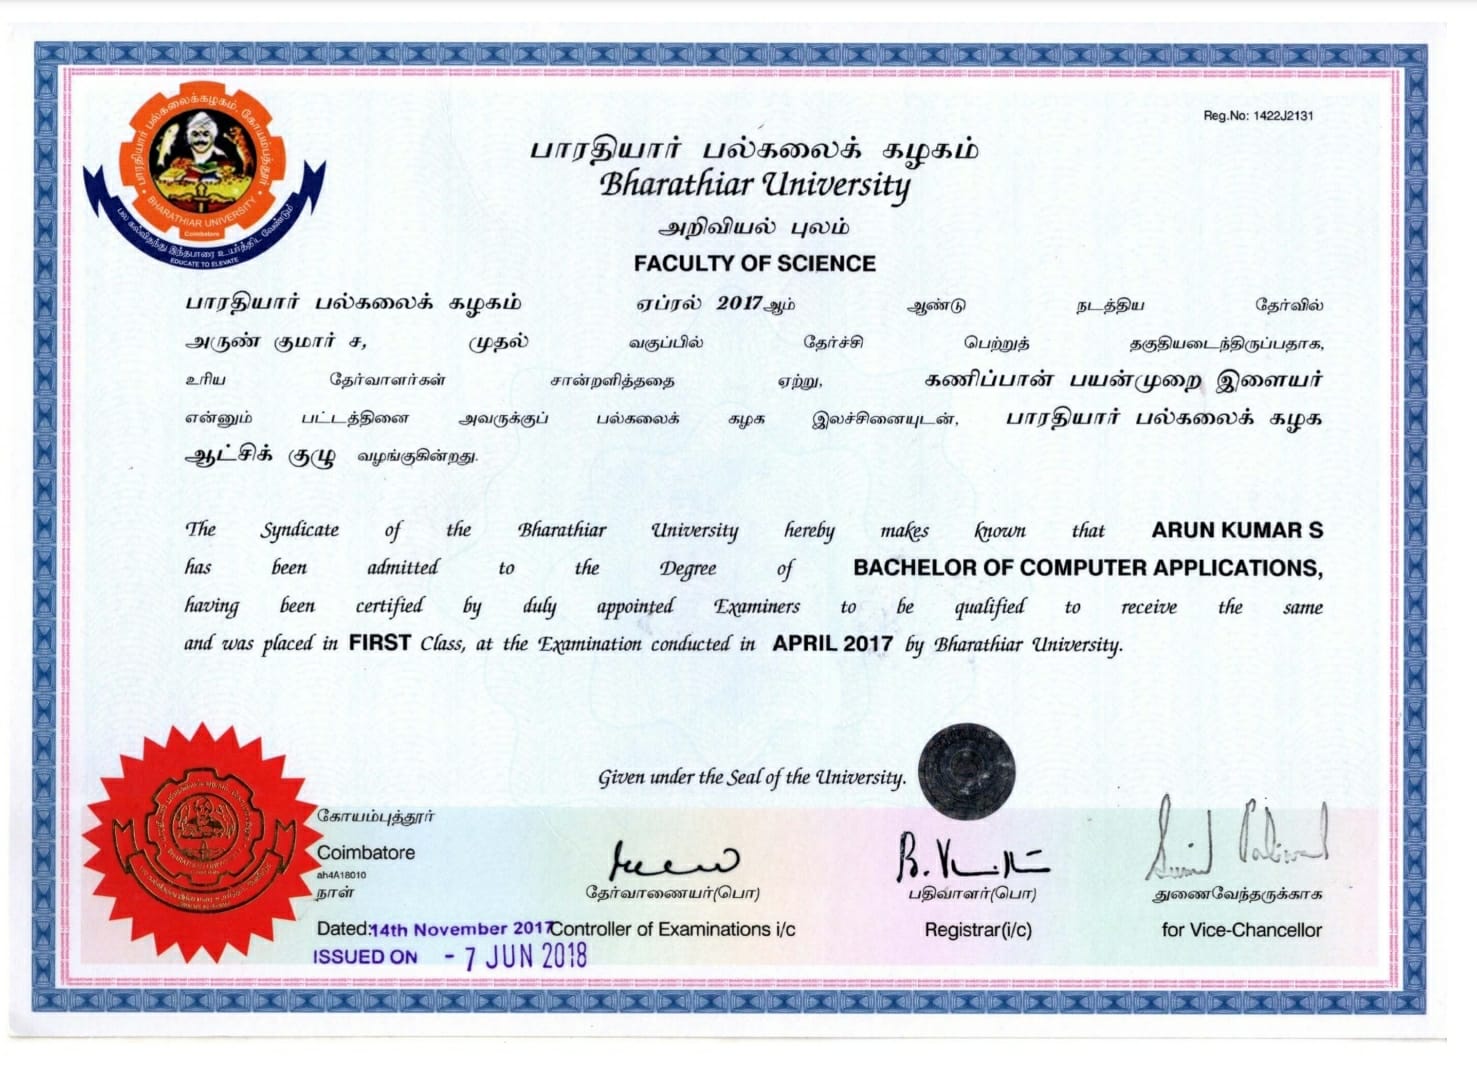 Reg.No: 1422J2131
பாரதியார் பல்கலைக்கழகம், கோயம்புத்தூர்
BHARATHIAR UNIVERSITY
Coimbatore
EDUCATE TO ELEVATE
பாரதியார் பல்கலைக் கழகம்
Bharathiar University
அறிவியல் புலம்
FACULTY OF SCIENCE
பாரதியார் பல்கலைக் கழகம் ஏப்ரல் 2017ஆம் ஆண்டு நடத்திய தேர்வில்
அருண் குமார் ச, முதல் வகுப்பில் தேர்ச்சி பெற்றுத் தகுதியடைந்திருப்பதாக,
உரிய தேர்வாளர்கள் சான்றளித்ததை ஏற்று, கணிப்பான் பயன்முறை இளையர்
என்னும் பட்டத்தினை அவருக்குப் பல்கலைக் கழக இலச்சினையுடன், பாரதியார் பல்கலைக் கழக
ஆட்சிக் குழு வழங்குகின்றது.
The Syndicate of the Bharathiar University hereby makes known that ARUN KUMAR S
has been admitted to the Degree of BACHELOR OF COMPUTER APPLICATIONS,
having been certified by duly appointed Examiners to be qualified to receive the same
and was placed in FIRST Class, at the Examination conducted in APRIL 2017 by Bharathiar University.
Given under the Seal of the University.
கோயம்புத்தூர்
Coimbatore
ah4A18010
நாள் தேர்வாணையர்(பொ) பதிவாளர்(பொ) துணைவேந்தருக்காக
Dated:14th November 2017 Controller of Examinations i/c Registrar(i/c) for Vice-Chancellor
ISSUED ON - 7 JUN 2018